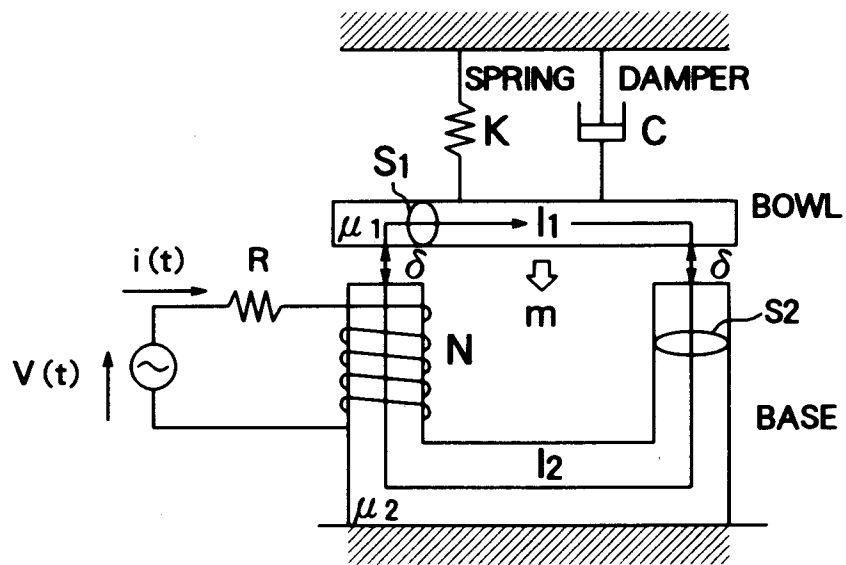 SPRING DAMPER
K C
S1
BOWL
μ1 l1
i(t) R δ δ
m
S2
N
V(t)
BASE
l2
μ2